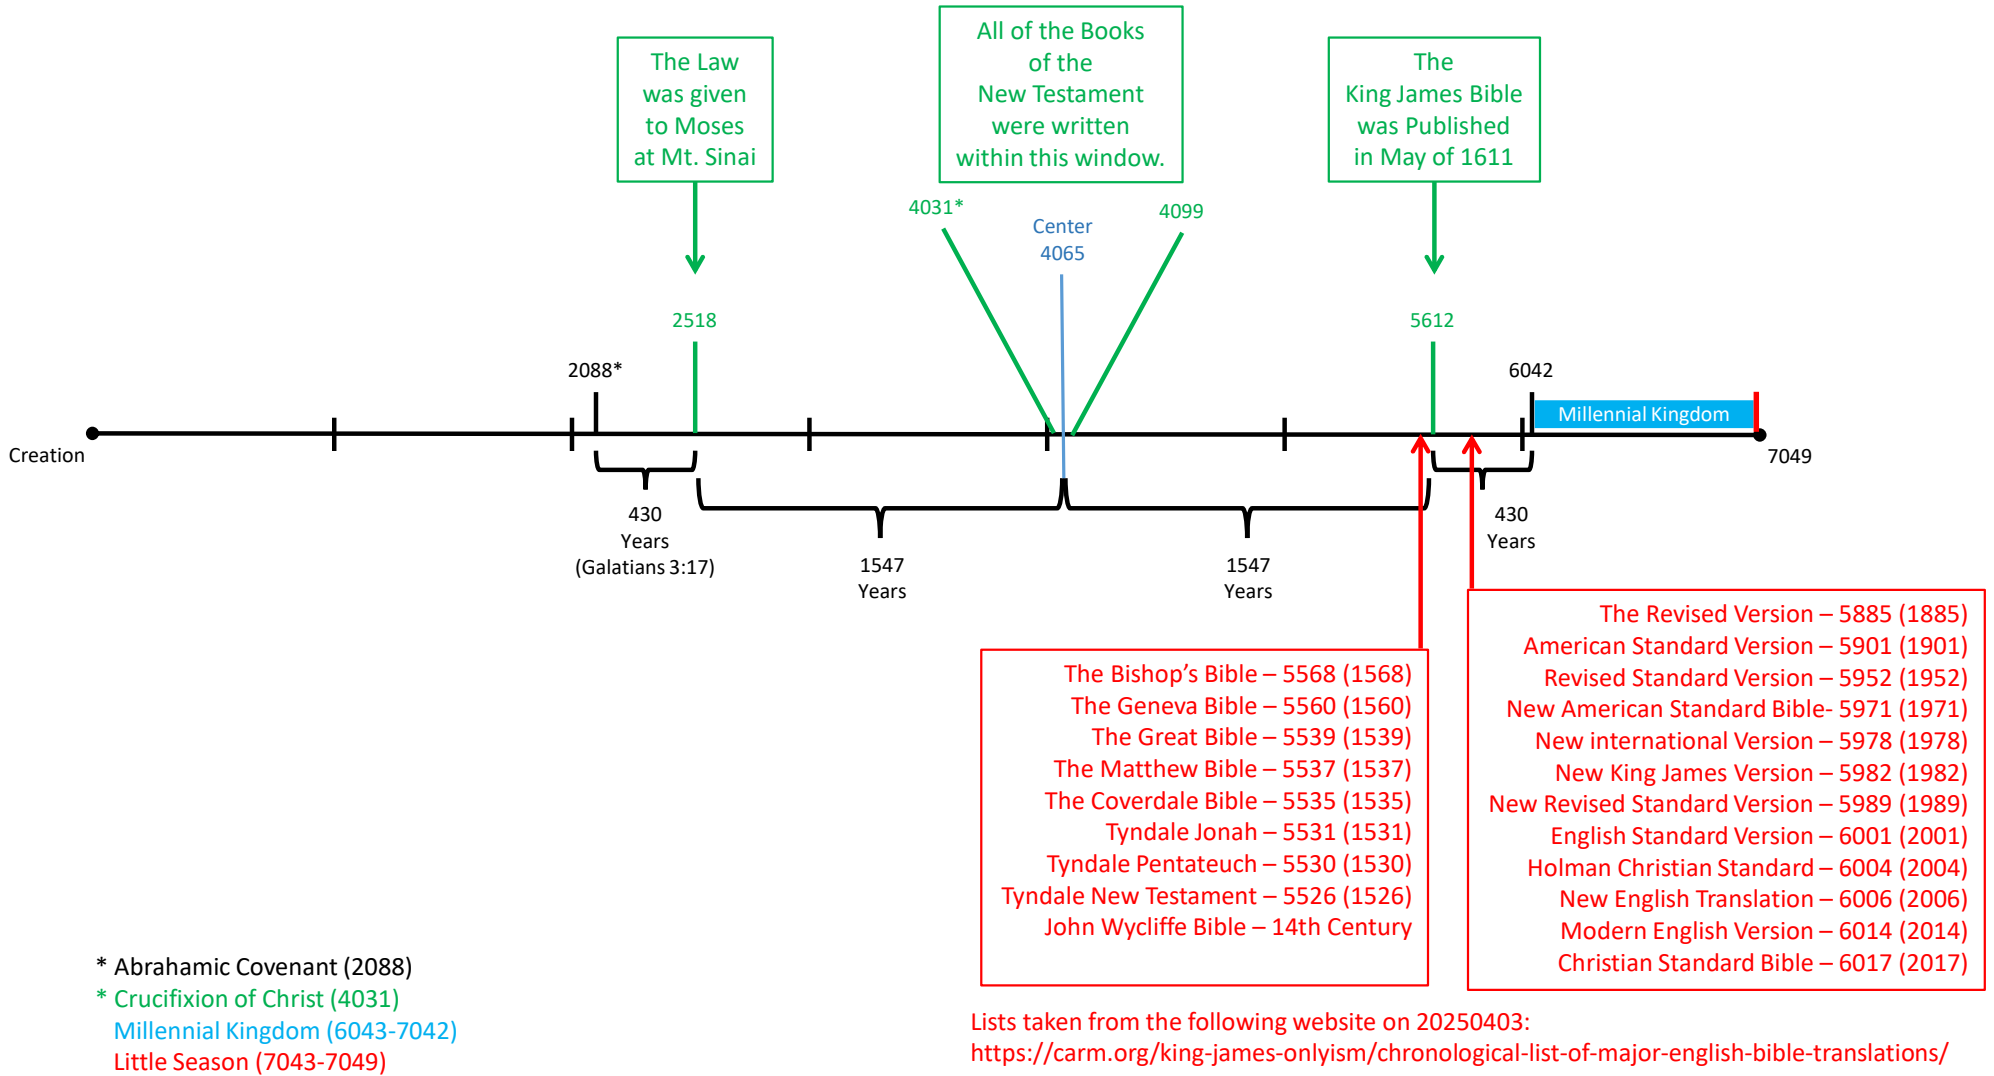 The Law
was given
to Moses
at Mt. Sinai
All of the Books
of the
New Testament
were written
within this window.
The
King James Bible
was Published
in May of 1611
4031*
4099
Center
4065
2518
5612
2088*
6042
Millennial Kingdom
Creation
7049
430
Years
(Galatians 3:17)
1547
Years
1547
Years
430
Years
The Bishop’s Bible – 5568 (1568)
The Geneva Bible – 5560 (1560)
The Great Bible – 5539 (1539)
The Matthew Bible – 5537 (1537)
The Coverdale Bible – 5535 (1535)
Tyndale Jonah – 5531 (1531)
Tyndale Pentateuch – 5530 (1530)
Tyndale New Testament – 5526 (1526)
John Wycliffe Bible – 14th Century
The Revised Version – 5885 (1885)
American Standard Version – 5901 (1901)
Revised Standard Version – 5952 (1952)
New American Standard Bible- 5971 (1971)
New international Version – 5978 (1978)
New King James Version – 5982 (1982)
New Revised Standard Version – 5989 (1989)
English Standard Version – 6001 (2001)
Holman Christian Standard – 6004 (2004)
New English Translation – 6006 (2006)
Modern English Version – 6014 (2014)
Christian Standard Bible – 6017 (2017)
* Abrahamic Covenant (2088)
* Crucifixion of Christ (4031)
Millennial Kingdom (6043-7042)
Little Season (7043-7049)
Lists taken from the following website on 20250403:
https://carm.org/king-james-onlyism/chronological-list-of-major-english-bible-translations/